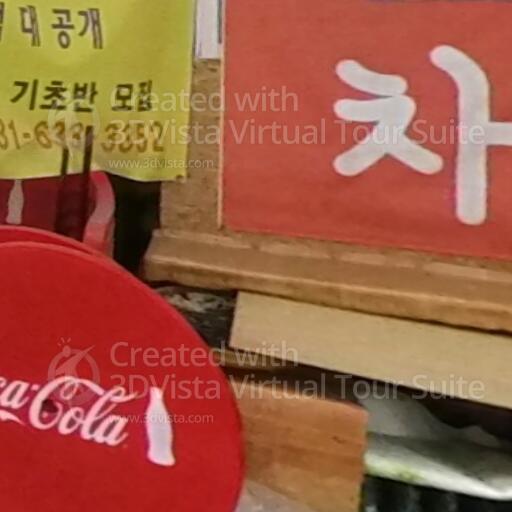 대공개
기초반 모집
31-633-3852
차
Coca-Cola
Created with
3DVista Virtual Tour Suite
www.3dvista.com
Created with
3DVista Virtual Tour Suite
www.3dvista.com